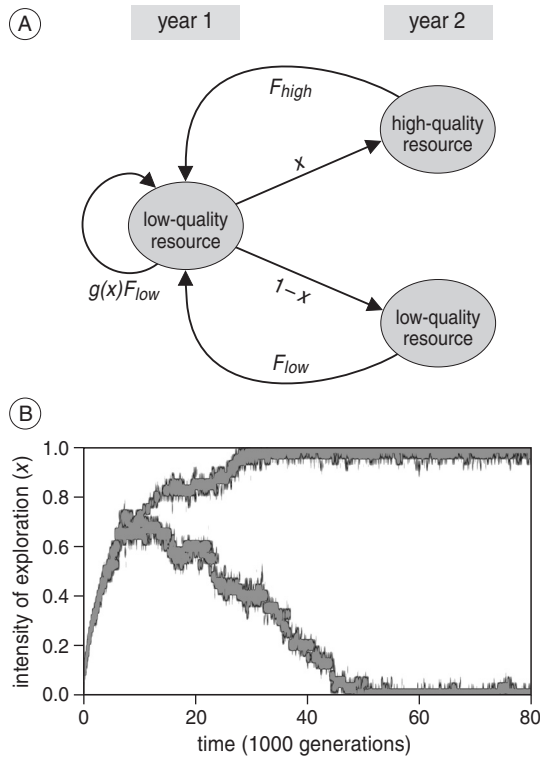 A
year 1
year 2
F_high
high-quality
resource
x
low-quality
resource
g(x)F_low
1–x
low-quality
resource
F_low
B
1.0
0.8
0.6
0.4
0.2
0.0
intensity of exploration (x)
0
20
40
60
80
time (1000 generations)